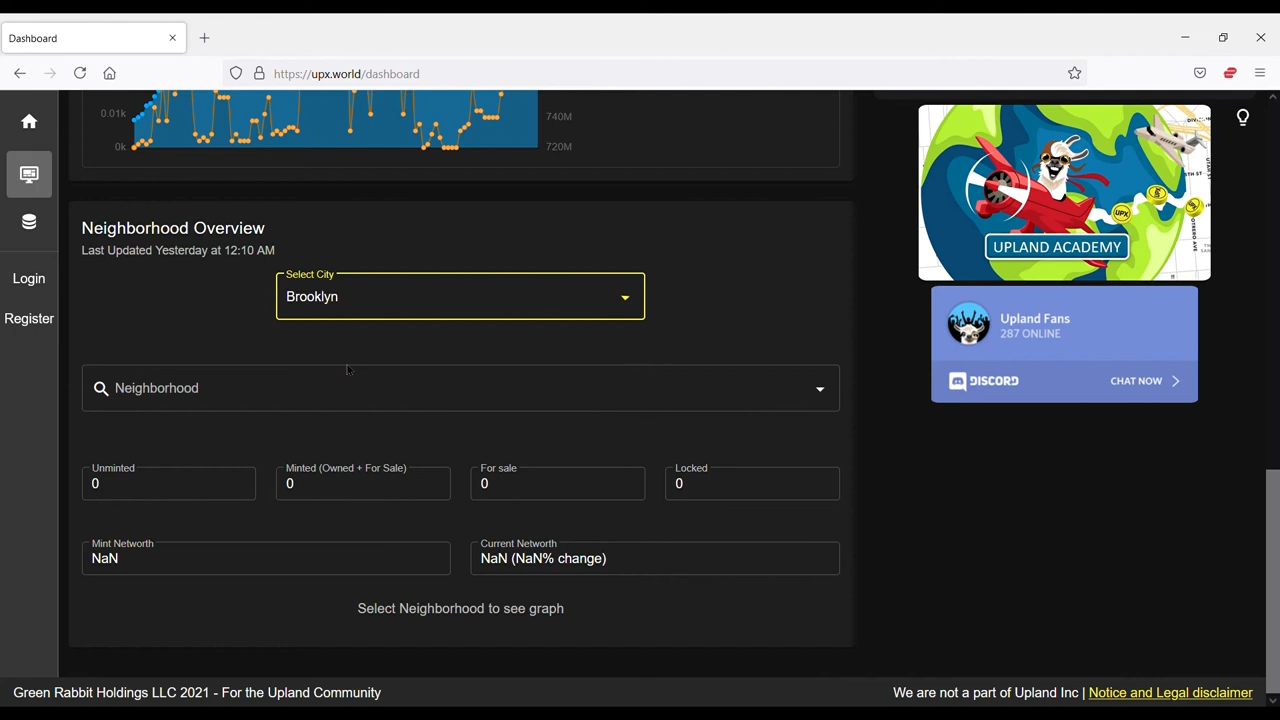 Dashboard
https://upx.world/dashboard
0.01k
740M
0k
720M
Neighborhood Overview
Last Updated Yesterday at 12:10 AM
Select City
Brooklyn
Neighborhood
Unminted
0
Minted (Owned + For Sale)
0
For sale
0
Locked
0
Mint Networth
NaN
Current Networth
NaN (NaN% change)
Select Neighborhood to see graph
Login
Register
UPX
UPLAND ACADEMY
Upland Fans
287 ONLINE
DISCORD
CHAT NOW
Green Rabbit Holdings LLC 2021 - For the Upland Community
We are not a part of Upland Inc | Notice and Legal disclaimer